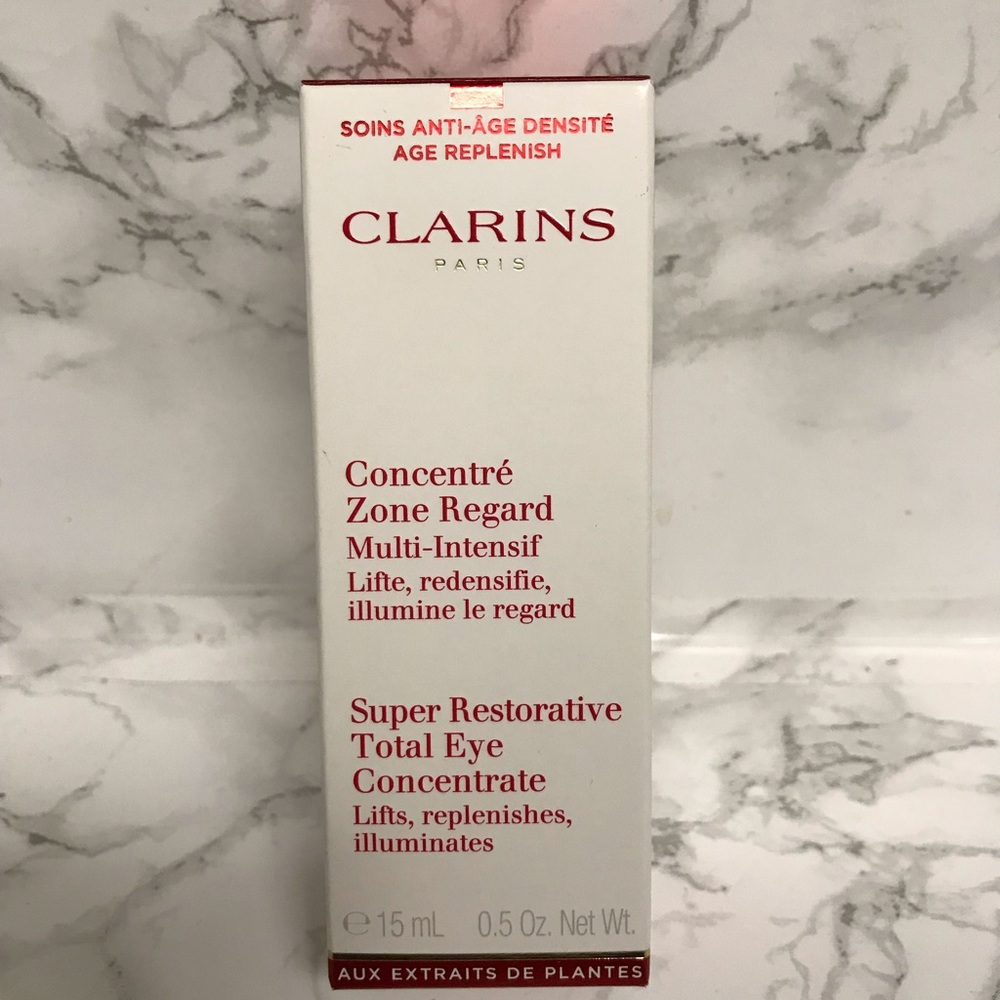 SOINS ANTI-ÂGE DENSITÉ
AGE REPLENISH
CLARINS
PARIS
Concentré
Zone Regard
Multi-Intensif
Lifte, redensifie,
illumine le regard
Super Restorative
Total Eye
Concentrate
Lifts, replenishes,
illuminates
℮ 15 mL 0.5 Oz. Net Wt.
AUX EXTRAITS DE PLANTES